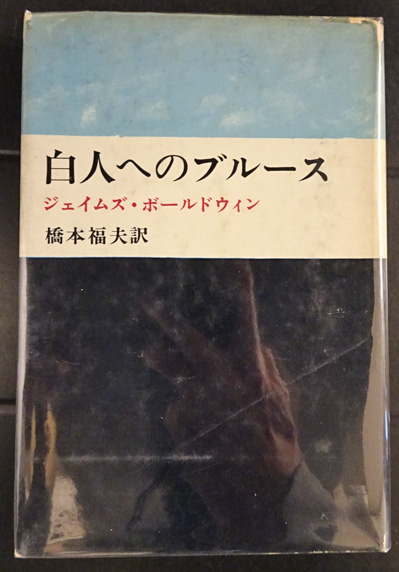 白人へのブルース
ジェイムズ・ボールドウィン
橋本福夫訳